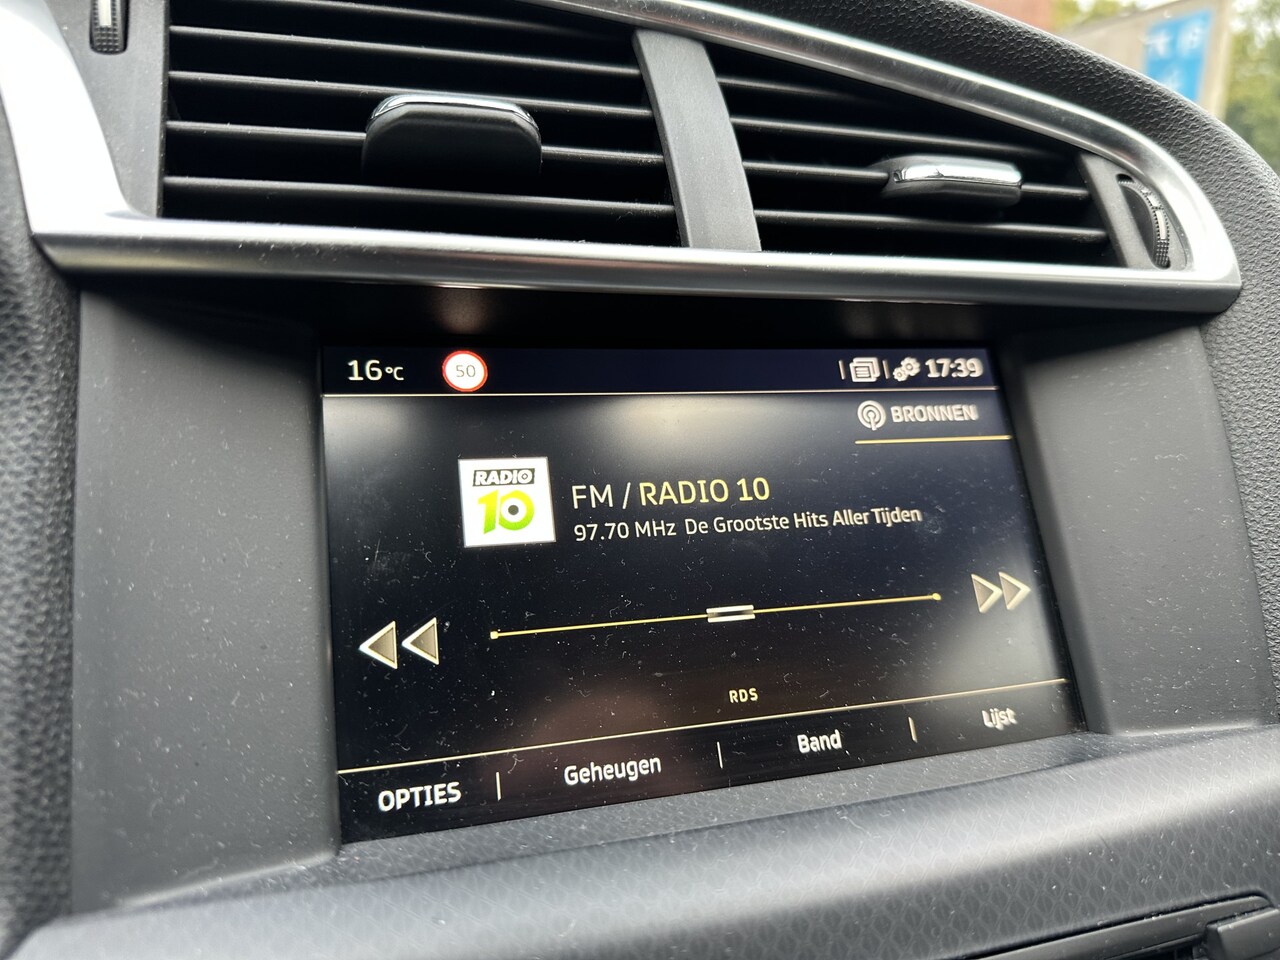 16°C 50 17:39
BRONNEN
RADIO
10
FM / RADIO 10
97.70 MHz De Grootste Hits Aller Tijden
RDS
OPTIES | Geheugen | Band | Lijst